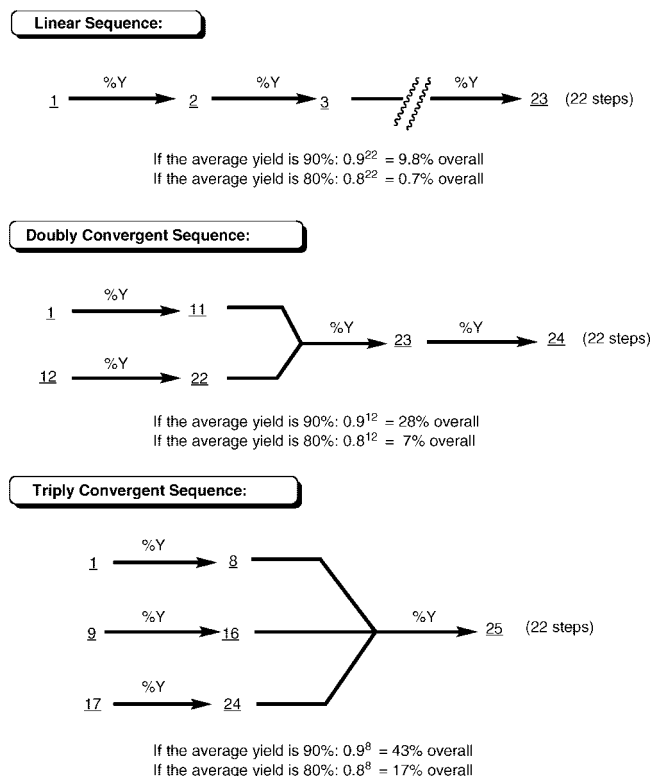 Linear Sequence:
%Y %Y %Y
1 2 3 23 (22 steps)
If the average yield is 90%: 0.9²² = 9.8% overall
If the average yield is 80%: 0.8²² = 0.7% overall
Doubly Convergent Sequence:
%Y
1 11
%Y %Y
23 24 (22 steps)
%Y
12 22
If the average yield is 90%: 0.9¹² = 28% overall
If the average yield is 80%: 0.8¹² = 7% overall
Triply Convergent Sequence:
%Y
1 8
%Y %Y
9 16 25 (22 steps)
%Y
17 24
If the average yield is 90%: 0.9⁸ = 43% overall
If the average yield is 80%: 0.8⁸ = 17% overall